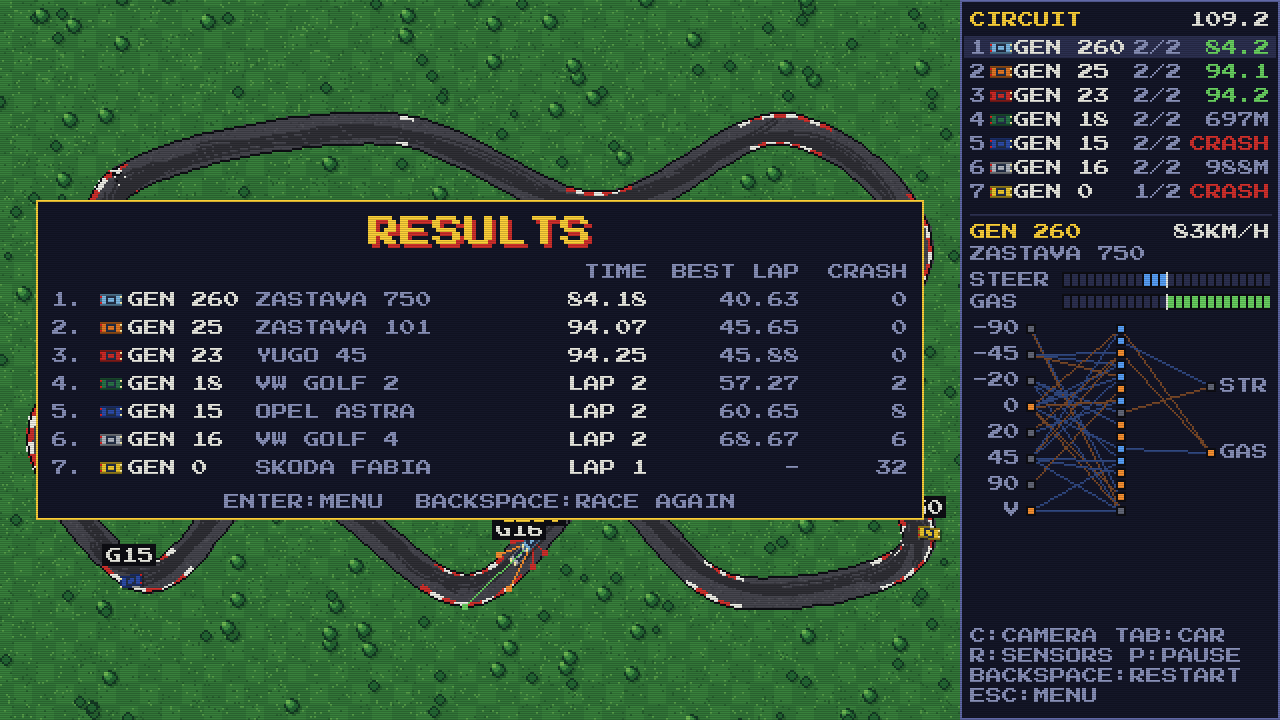 CIRCUIT 109.2
1 GEN 260 2/2 84.2
2 GEN 25 2/2 94.1
3 GEN 23 2/2 94.2
4 GEN 18 2/2 697M
5 GEN 15 2/2 CRASH
6 GEN 16 2/2 988M
7 GEN 0 1/2 CRASH
GEN 260 83KM/H
ZASTAVA 750
STEER
GAS
-90
-45
-20
0
20
45
90
V
STR
GAS
C:CAMERA TAB:CAR
R:SENSORS P:PAUSE
BACKSPACE:RESTART
ESC:MENU
RESULTS
TIME BEST LAP CRASH
1. GEN 260 ZASTAVA 750 84.18 40.63 0
2. GEN 25 ZASTAVA 101 94.07 45.65 0
3. GEN 23 YUGO 45 94.25 45.88 0
4. GEN 18 VW GOLF 2 LAP 2 57.27 2
5. GEN 15 OPEL ASTRA LAP 2 60.65 8
6. GEN 16 VW GOLF 4 LAP 2 68.67 6
7. GEN 0 SKODA FABIA LAP 1 - 32
ENTER:MENU BACKSPACE:RACE AGAIN
G15
G16